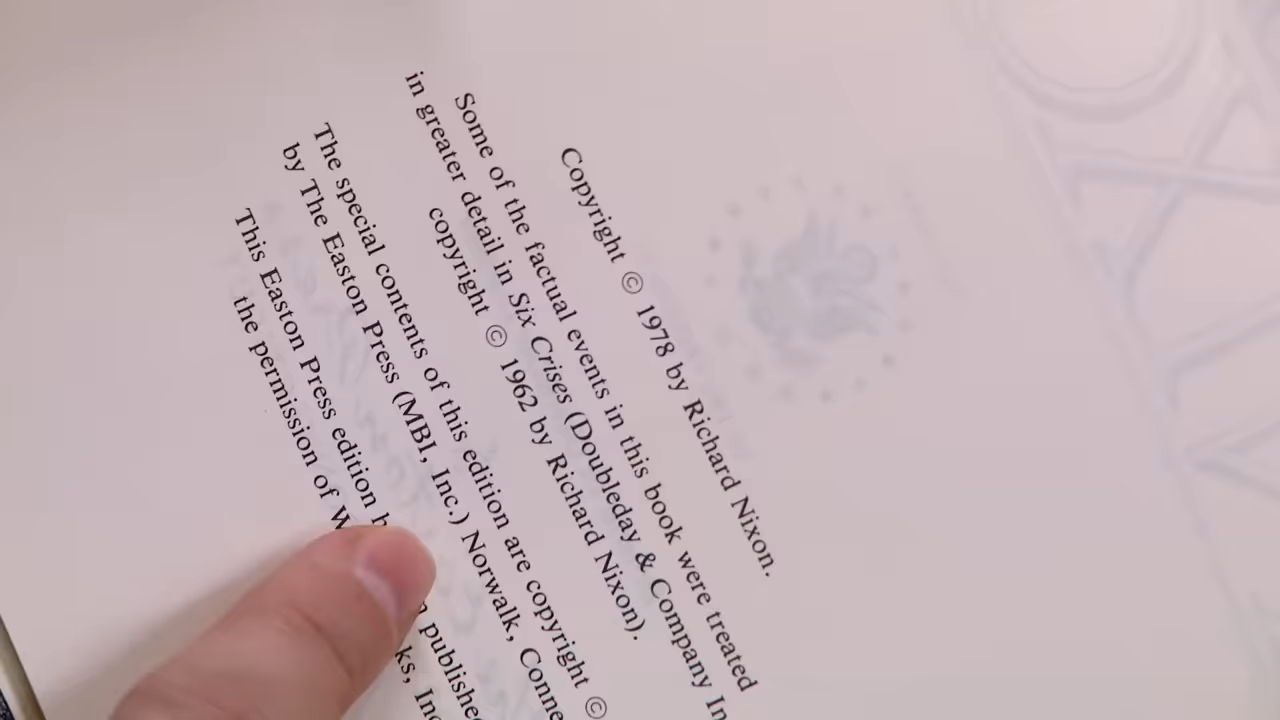 Copyright © 1978 by Richard Nixon.
Some of the factual events in this book were treated
in greater detail in Six Crises (Doubleday & Company
copyright © 1962 by Richard Nixon).
The special contents of this edition are copyright ©
by The Easton Press (MBI, Inc.) Norwalk,
This Easton Press edition published
the permission of